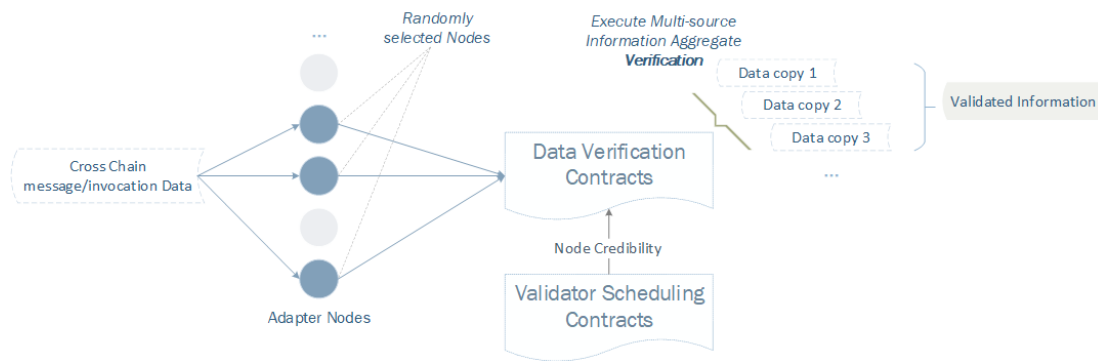 ...
Randomly
selected Nodes
Execute Multi-source
Information Aggregate
Verification
Data copy 1
Data copy 2
Data copy 3
...
Validated Information
Cross Chain
message/invocation Data
Data Verification
Contracts
Node Credibility
Validator Scheduling
Contracts
Adapter Nodes